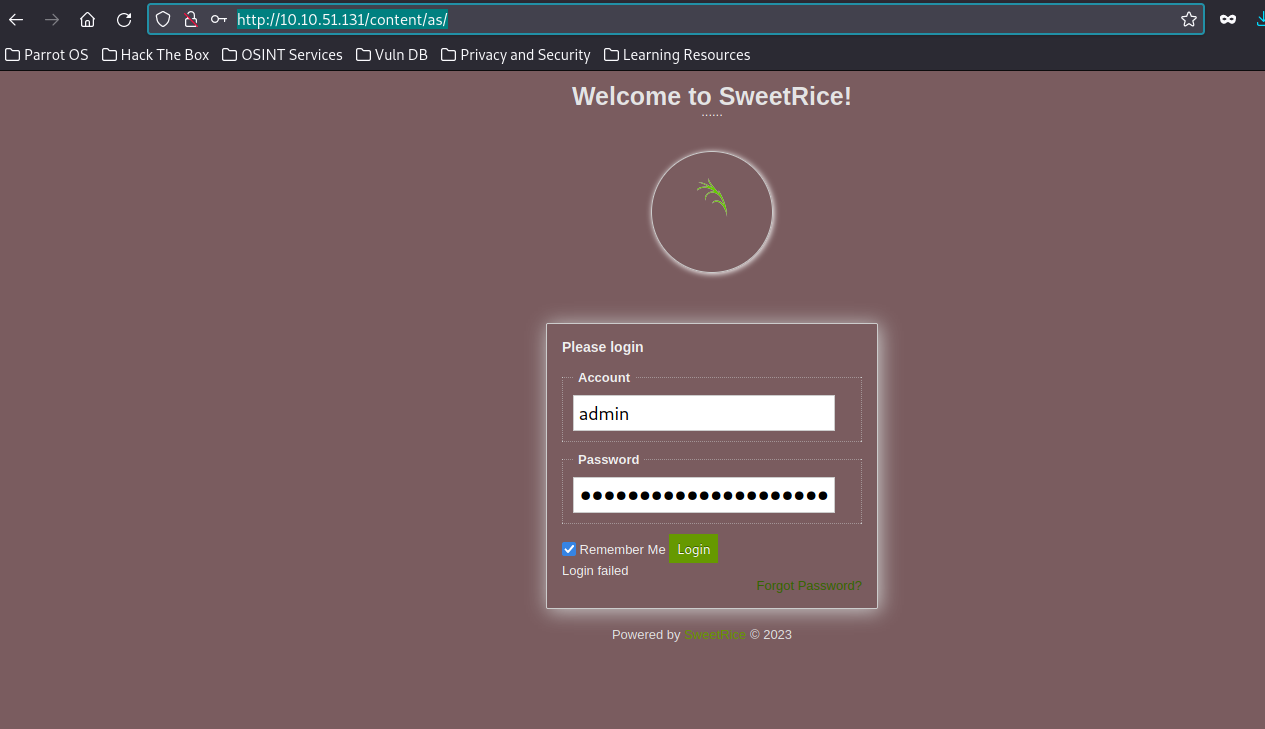 http://10.10.51.131/content/as/
Parrot OS Hack The Box OSINT Services Vuln DB Privacy and Security Learning Resources
Welcome to SweetRice!
......
Please login
Account
admin
Password
●●●●●●●●●●●●●●●●●●●●●
Remember Me Login
Login failed
Forgot Password?
Powered by SweetRice © 2023